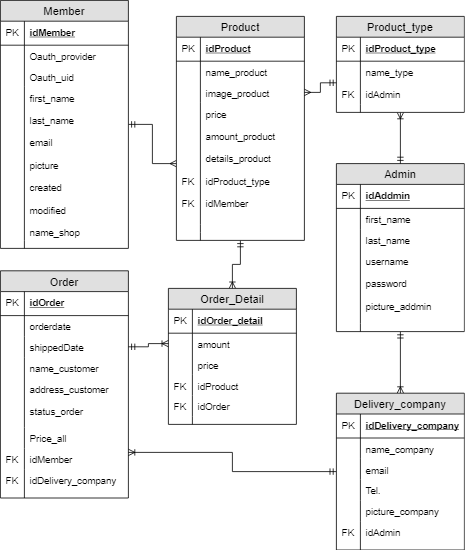 Member
PK idMember
Oauth_provider
Oauth_uid
first_name
last_name
email
picture
created
modified
name_shop
Product
PK idProduct
name_product
image_product
price
amount_product
details_product
FK idProduct_type
FK idMember
Product_type
PK idProduct_type
name_type
FK idAdmin
Admin
PK idAddmin
first_name
last_name
username
password
picture_addmin
Order
PK idOrder
orderdate
shippedDate
name_customer
address_customer
status_order
Price_all
FK idMember
FK idDelivery_company
Order_Detail
PK idOrder_detail
amount
price
FK idProduct
FK idOrder
Delivery_company
PK idDelivery_company
name_company
email
Tel.
picture_company
FK idAdmin